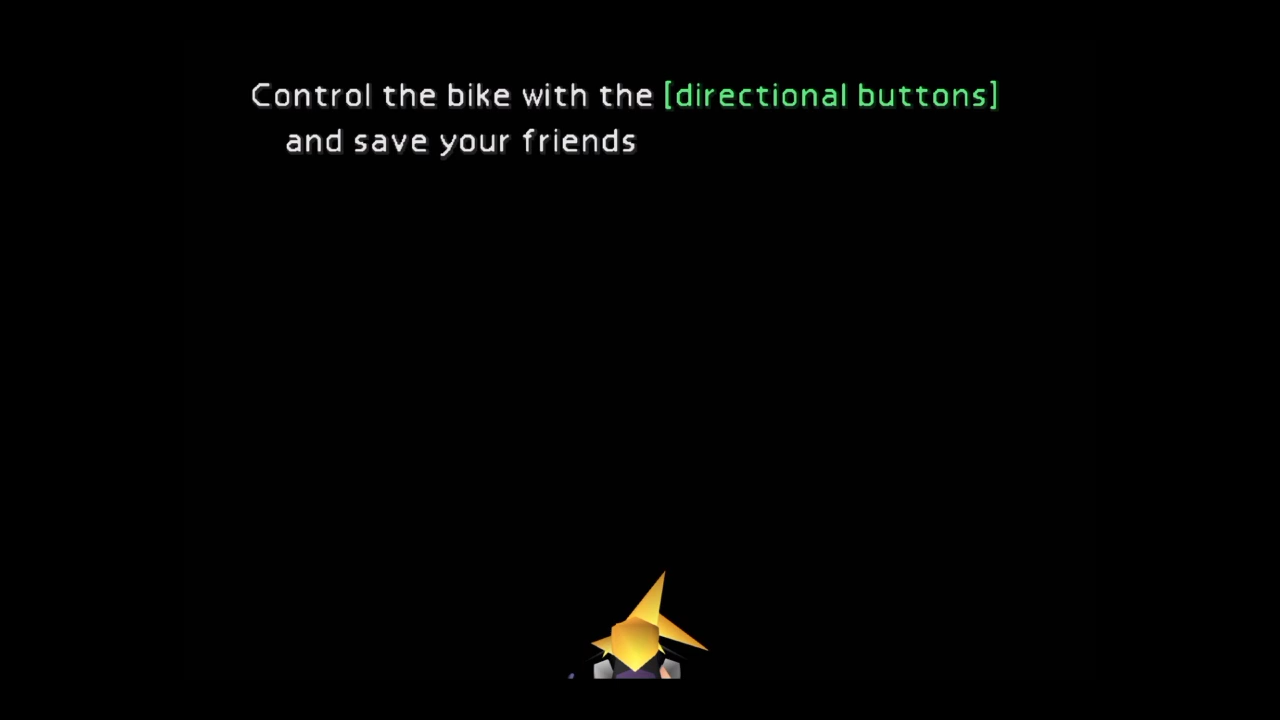 Control the bike with the [directional buttons]
and save your friends